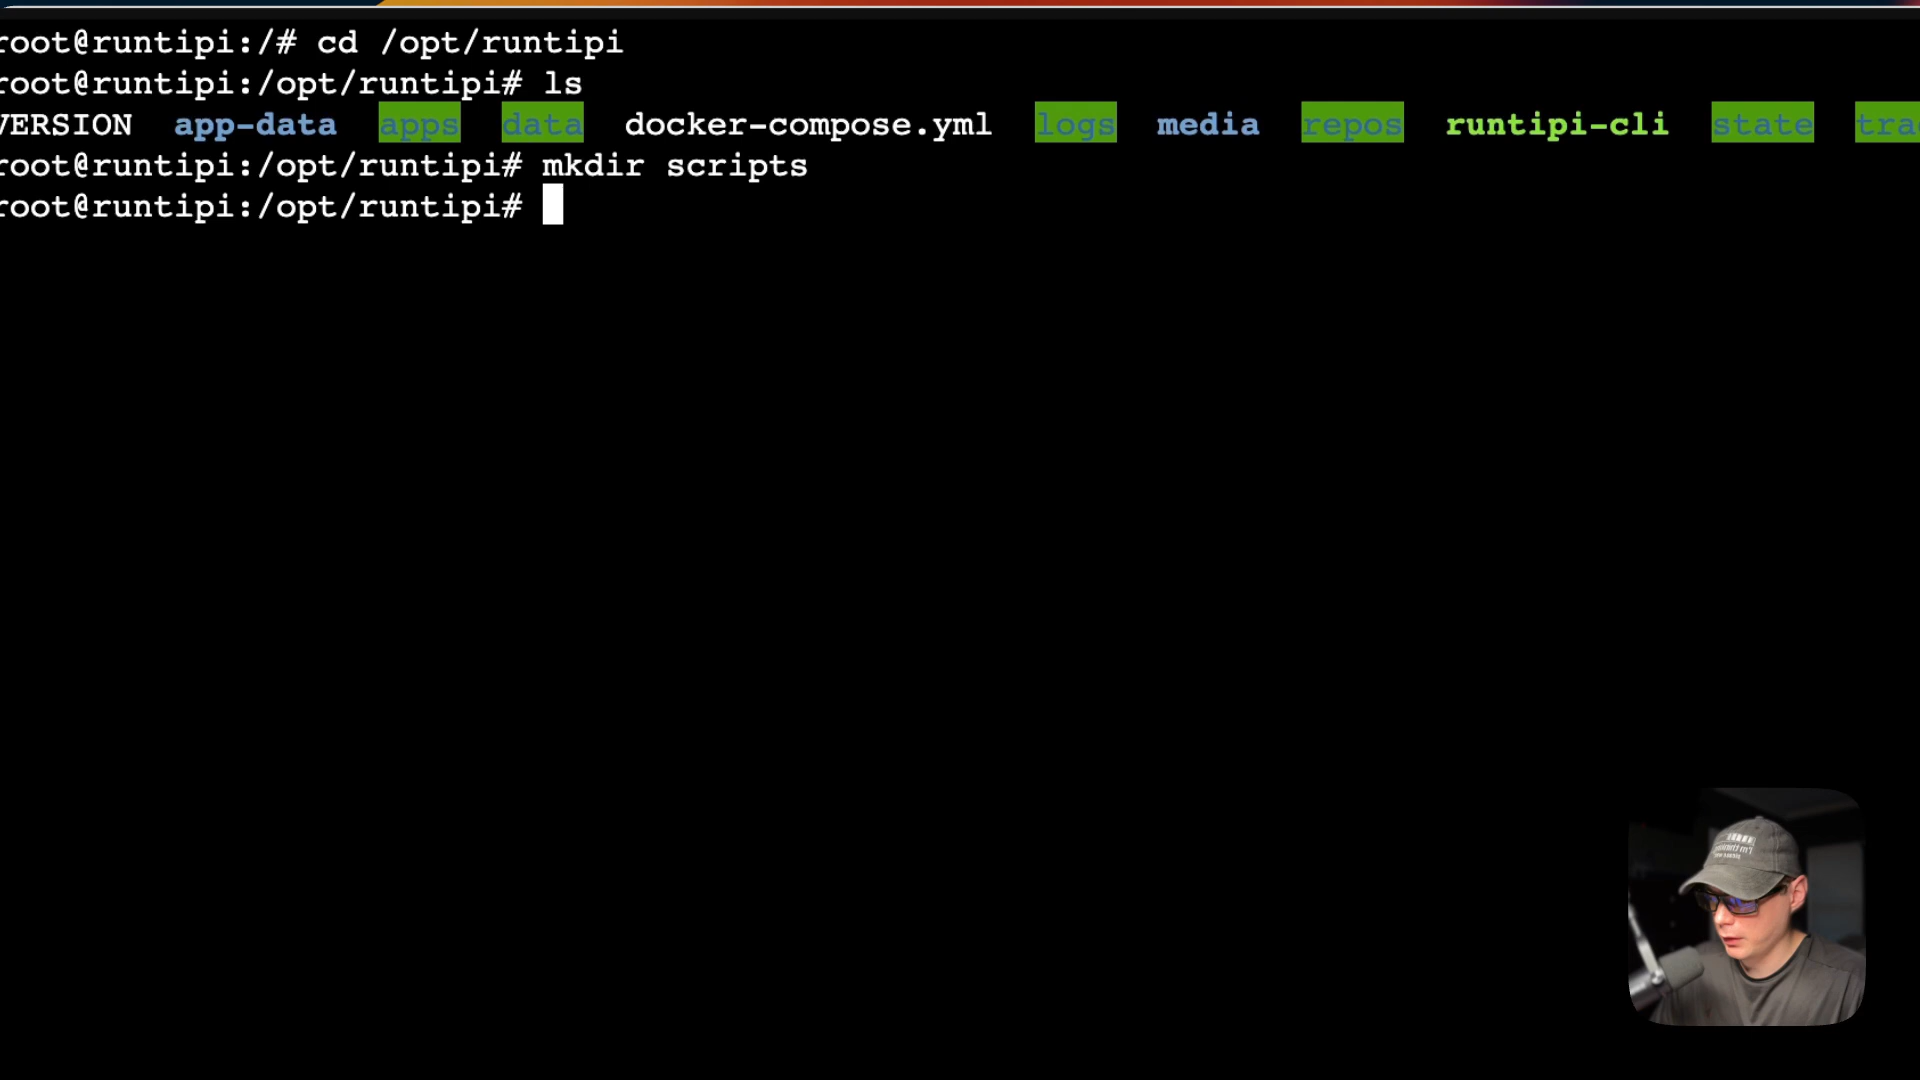 root@runtipi:/# cd /opt/runtipi
root@runtipi:/opt/runtipi# ls
VERSION app-data apps data docker-compose.yml logs media repos runtipi-cli state
root@runtipi:/opt/runtipi# mkdir scripts
root@runtipi:/opt/runtipi#